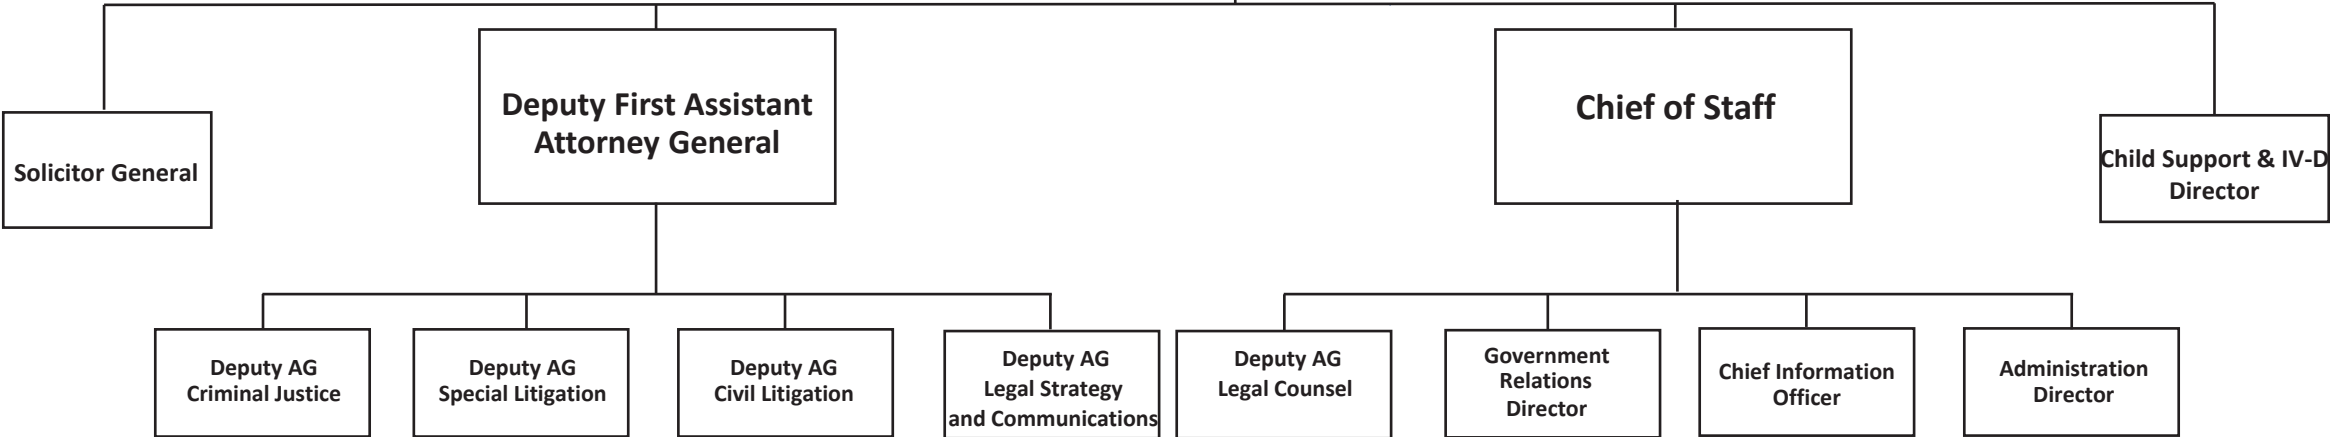 Solicitor General
Deputy First Assistant
Attorney General
Chief of Staff
Child Support & IV-D
Director
Deputy AG
Criminal Justice
Deputy AG
Special Litigation
Deputy AG
Civil Litigation
Deputy AG
Legal Strategy
and Communications
Deputy AG
Legal Counsel
Government
Relations
Director
Chief Information
Officer
Administration
Director